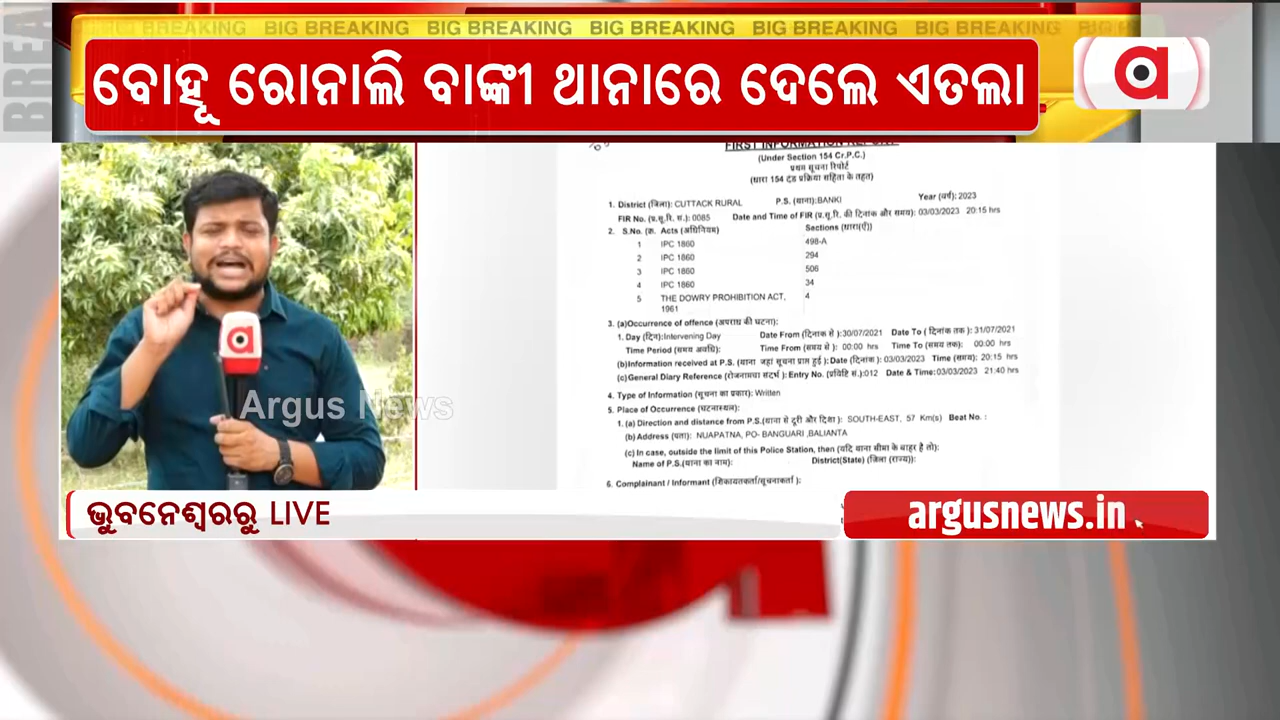 BIG BREAKING BIG BREAKING BIG BREAKING BIG BREAKING BIG BREAKING BIG BREAKING
BREA
ବୋହୂ ରୋନାଲି ବାଙ୍କୀ ଥାନାରେ ଦେଲେ ଏତଲା
a
FIRST INFORMATION REPORT
(Under Section 154 Cr.P.C.)
प्रथम सूचना रिपोर्ट
(धारा 154 दंड प्रक्रिया सहिता के तहत)
1. District (जिला): CUTTACK RURAL P.S. (थाना):BANKI Year (वर्ष): 2023
FIR No. (प्र.सू.रि. सं.): 0085 Date and Time of FIR (प्र.सू.रि. की दिनांक और समय): 03/03/2023 20:15 hrs
2. S.No. (क्र. Acts (अधिनियम) Sections (धारा(एँ))
1 IPC 1860 498-A
2 IPC 1860 294
3 IPC 1860 506
4 IPC 1860 34
5 THE DOWRY PROHIBITION ACT, 1961 4
3. (a)Occurrence of offence (अपराध की घटना):
1. Day (दिन):Intervening Day Date From (दिनांक से): 30/07/2021 Date To (दिनांक तक): 31/07/2021
Time Period (समय अवधि): Time From (समय से): 00:00 hrs Time To (समय तक): 00:00 hrs
(b)Information received at P.S. (थाना जहां सूचना प्राप्त हुई): Date (दिनांक): 03/03/2023 Time (समय): 20:15 hrs
(c)General Diary Reference (रोजनामचा संदर्भ): Entry No. (प्रविष्टि सं.):012 Date & Time:03/03/2023 21:40 hrs
4. Type of Information (सूचना का प्रकार): Written
5. Place of Occurrence (घटनास्थल):
1. (a) Direction and distance from P.S.(थाना से दूरी और दिशा): SOUTH-EAST, 57 Km(s) Beat No. :
(b) Address (पता): NUAPATNA, PO- BANGUARI ,BALIANTA
(c) In case, outside the limit of this Police Station, then (यदि थाना सीमा के बाहर है तो):
Name of P.S.(थाना का नाम): District(State) (जिला (राज्य)):
6. Complainant / Informant (शिकायतकर्ता/सूचनाकर्ता ):
a
Argus News
ଭୁବନେଶ୍ୱରରୁ LIVE
argusnews.in